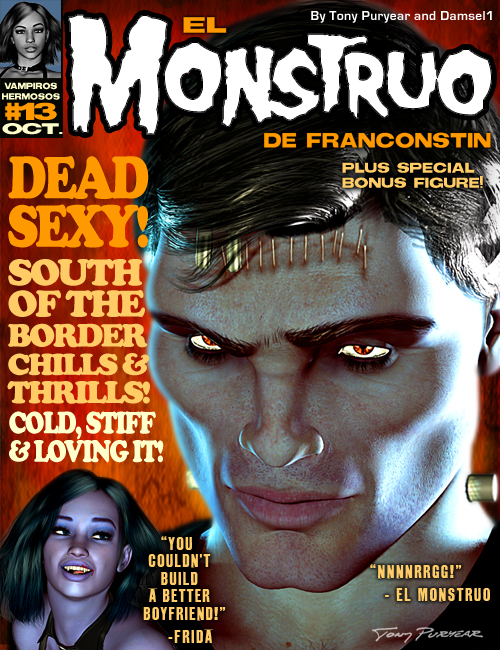 By Tony Puryear and Damsel1
EL
MONSTRUO
DE FRANCONSTIN
VAMPIROS
HERMOSOS
#13
OCT.
PLUS SPECIAL
BONUS FIGURE!
DEAD
SEXY!
SOUTH
OF THE
BORDER
CHILLS &
THRILLS!
COLD, STIFF
& LOVING IT!
"YOU
COULDN'T
BUILD
A BETTER
BOYFRIEND!"
-FRIDA
"NNNNRRGG!"
- EL MONSTRUO
TONY PURYEAR